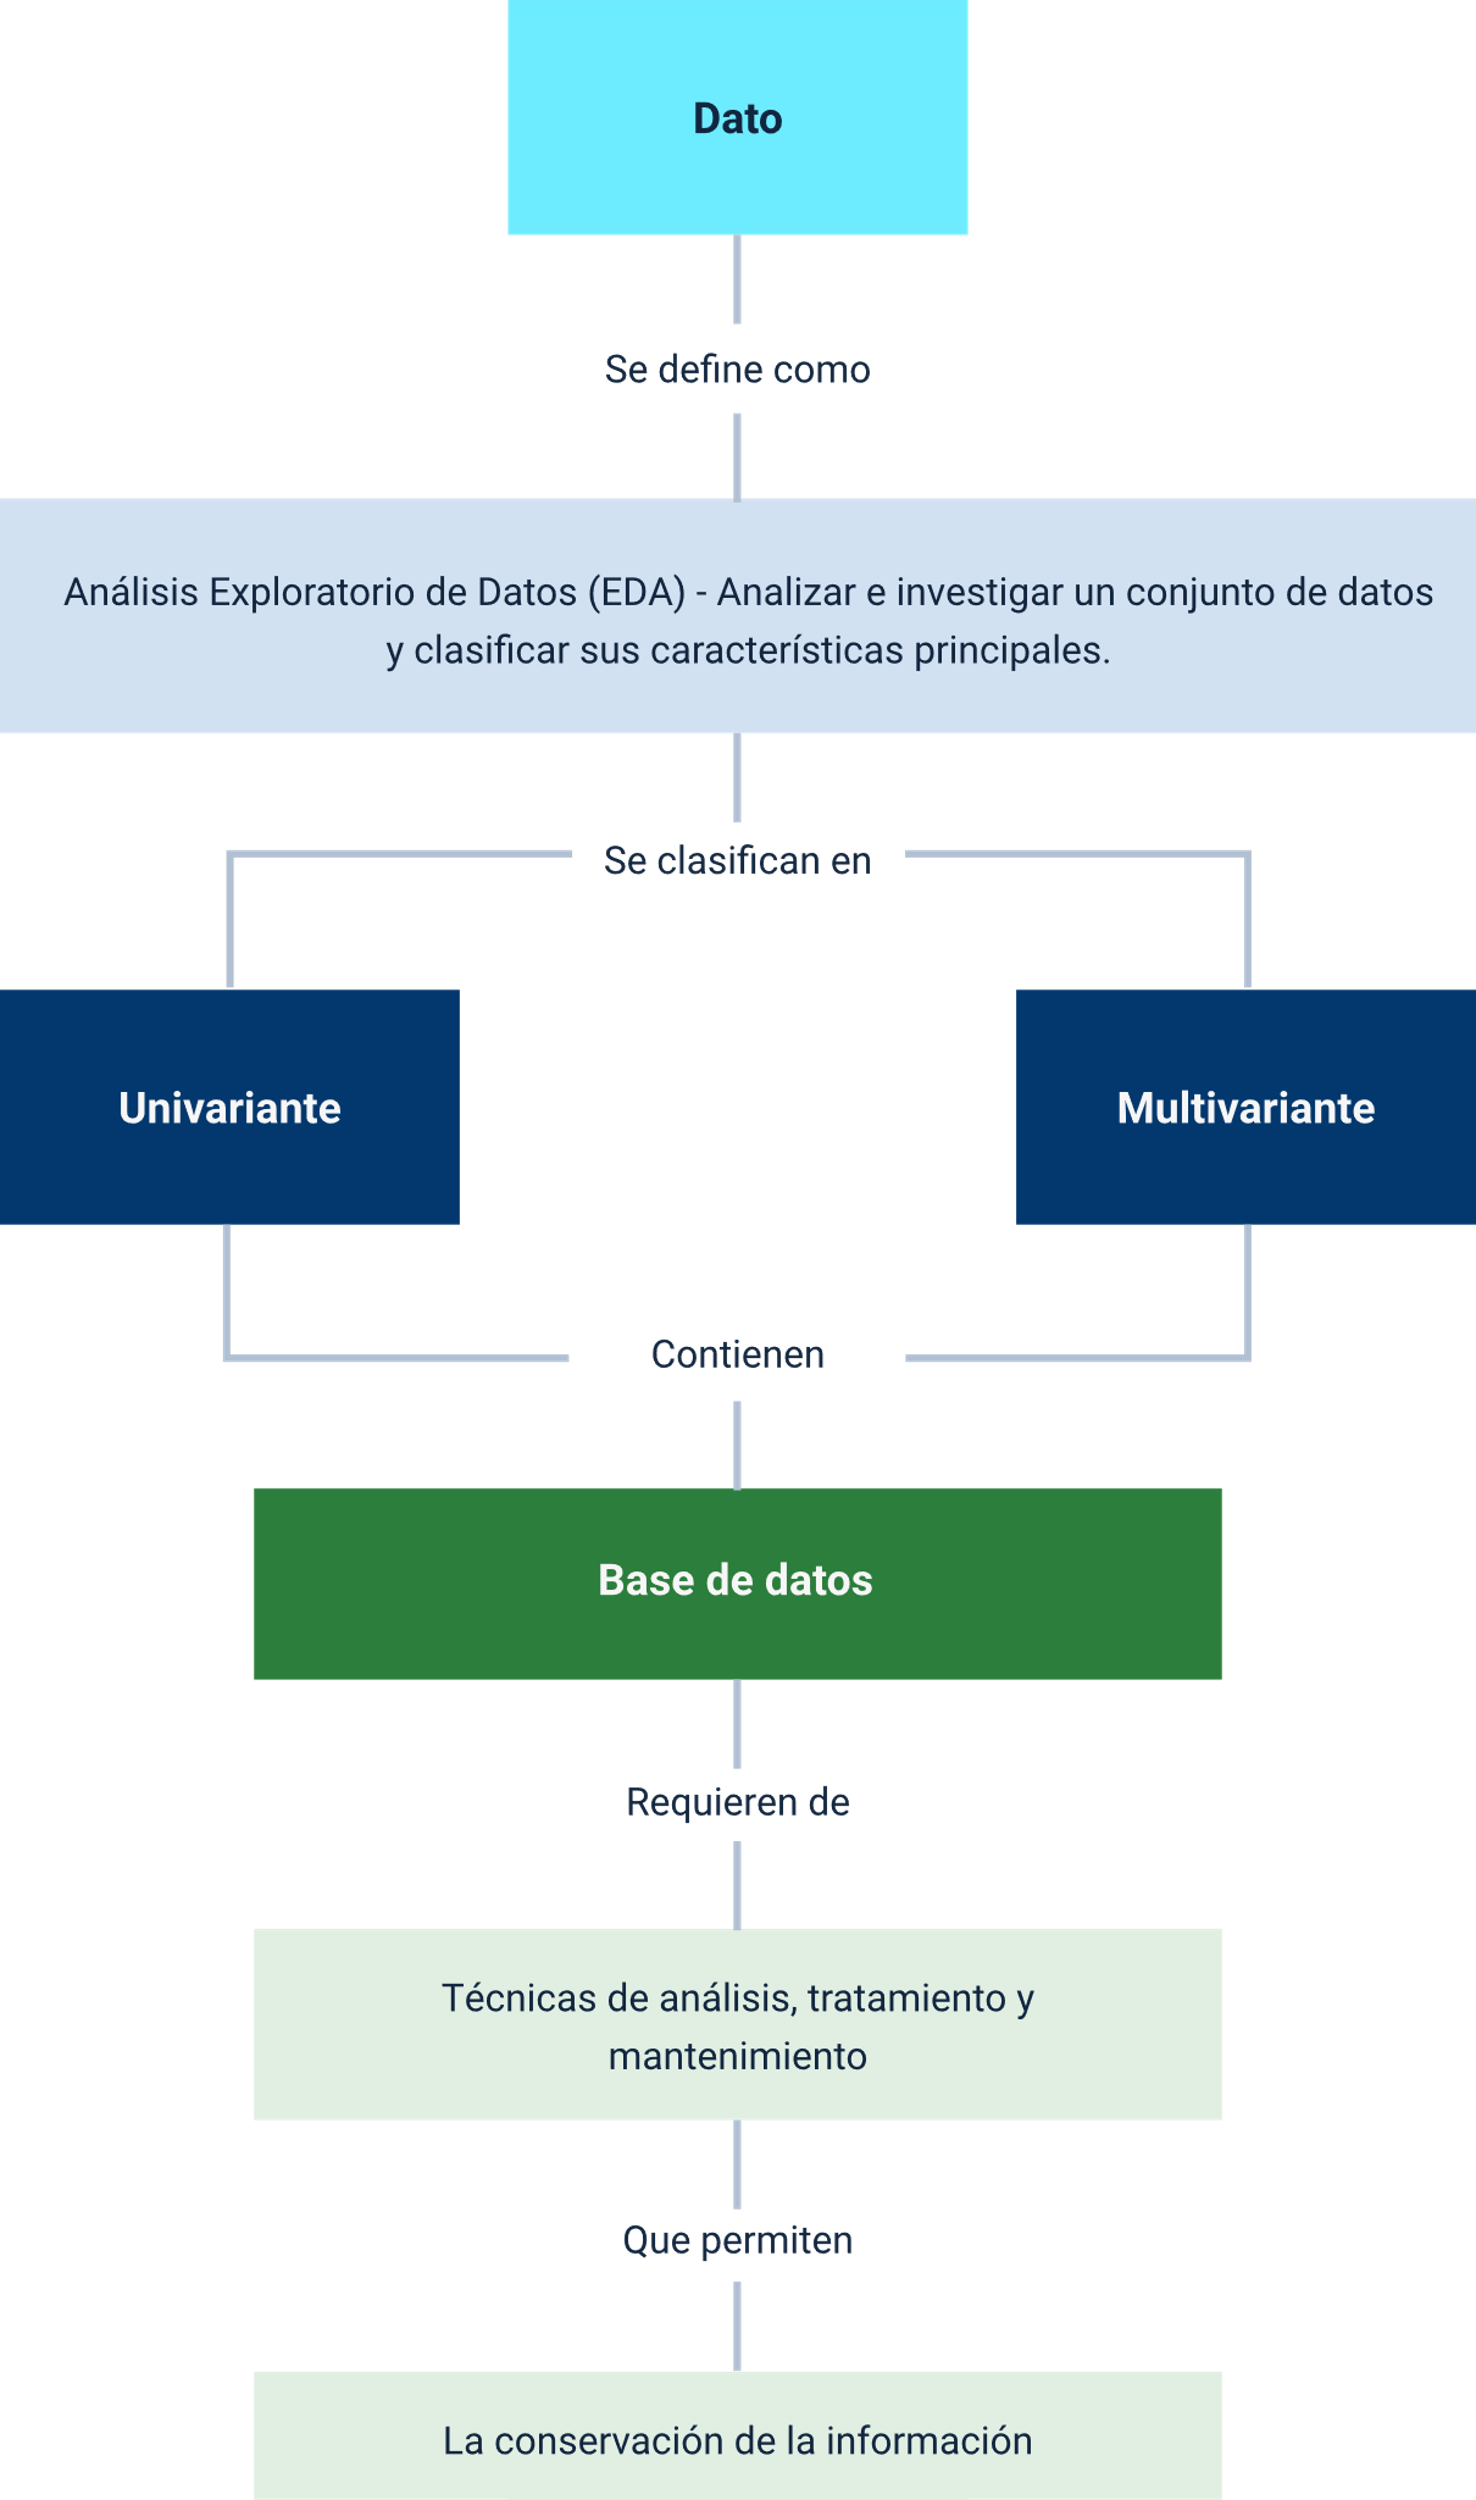 Dato
Se define como
Análisis Exploratorio de Datos (EDA) - Analizar e investigar un conjunto de datos
y clasificar sus características principales.
Se clasifican en
Univariante
Multivariante
Contienen
Base de datos
Requieren de
Técnicas de análisis, tratamiento y
mantenimiento
Que permiten
La conservación de la información